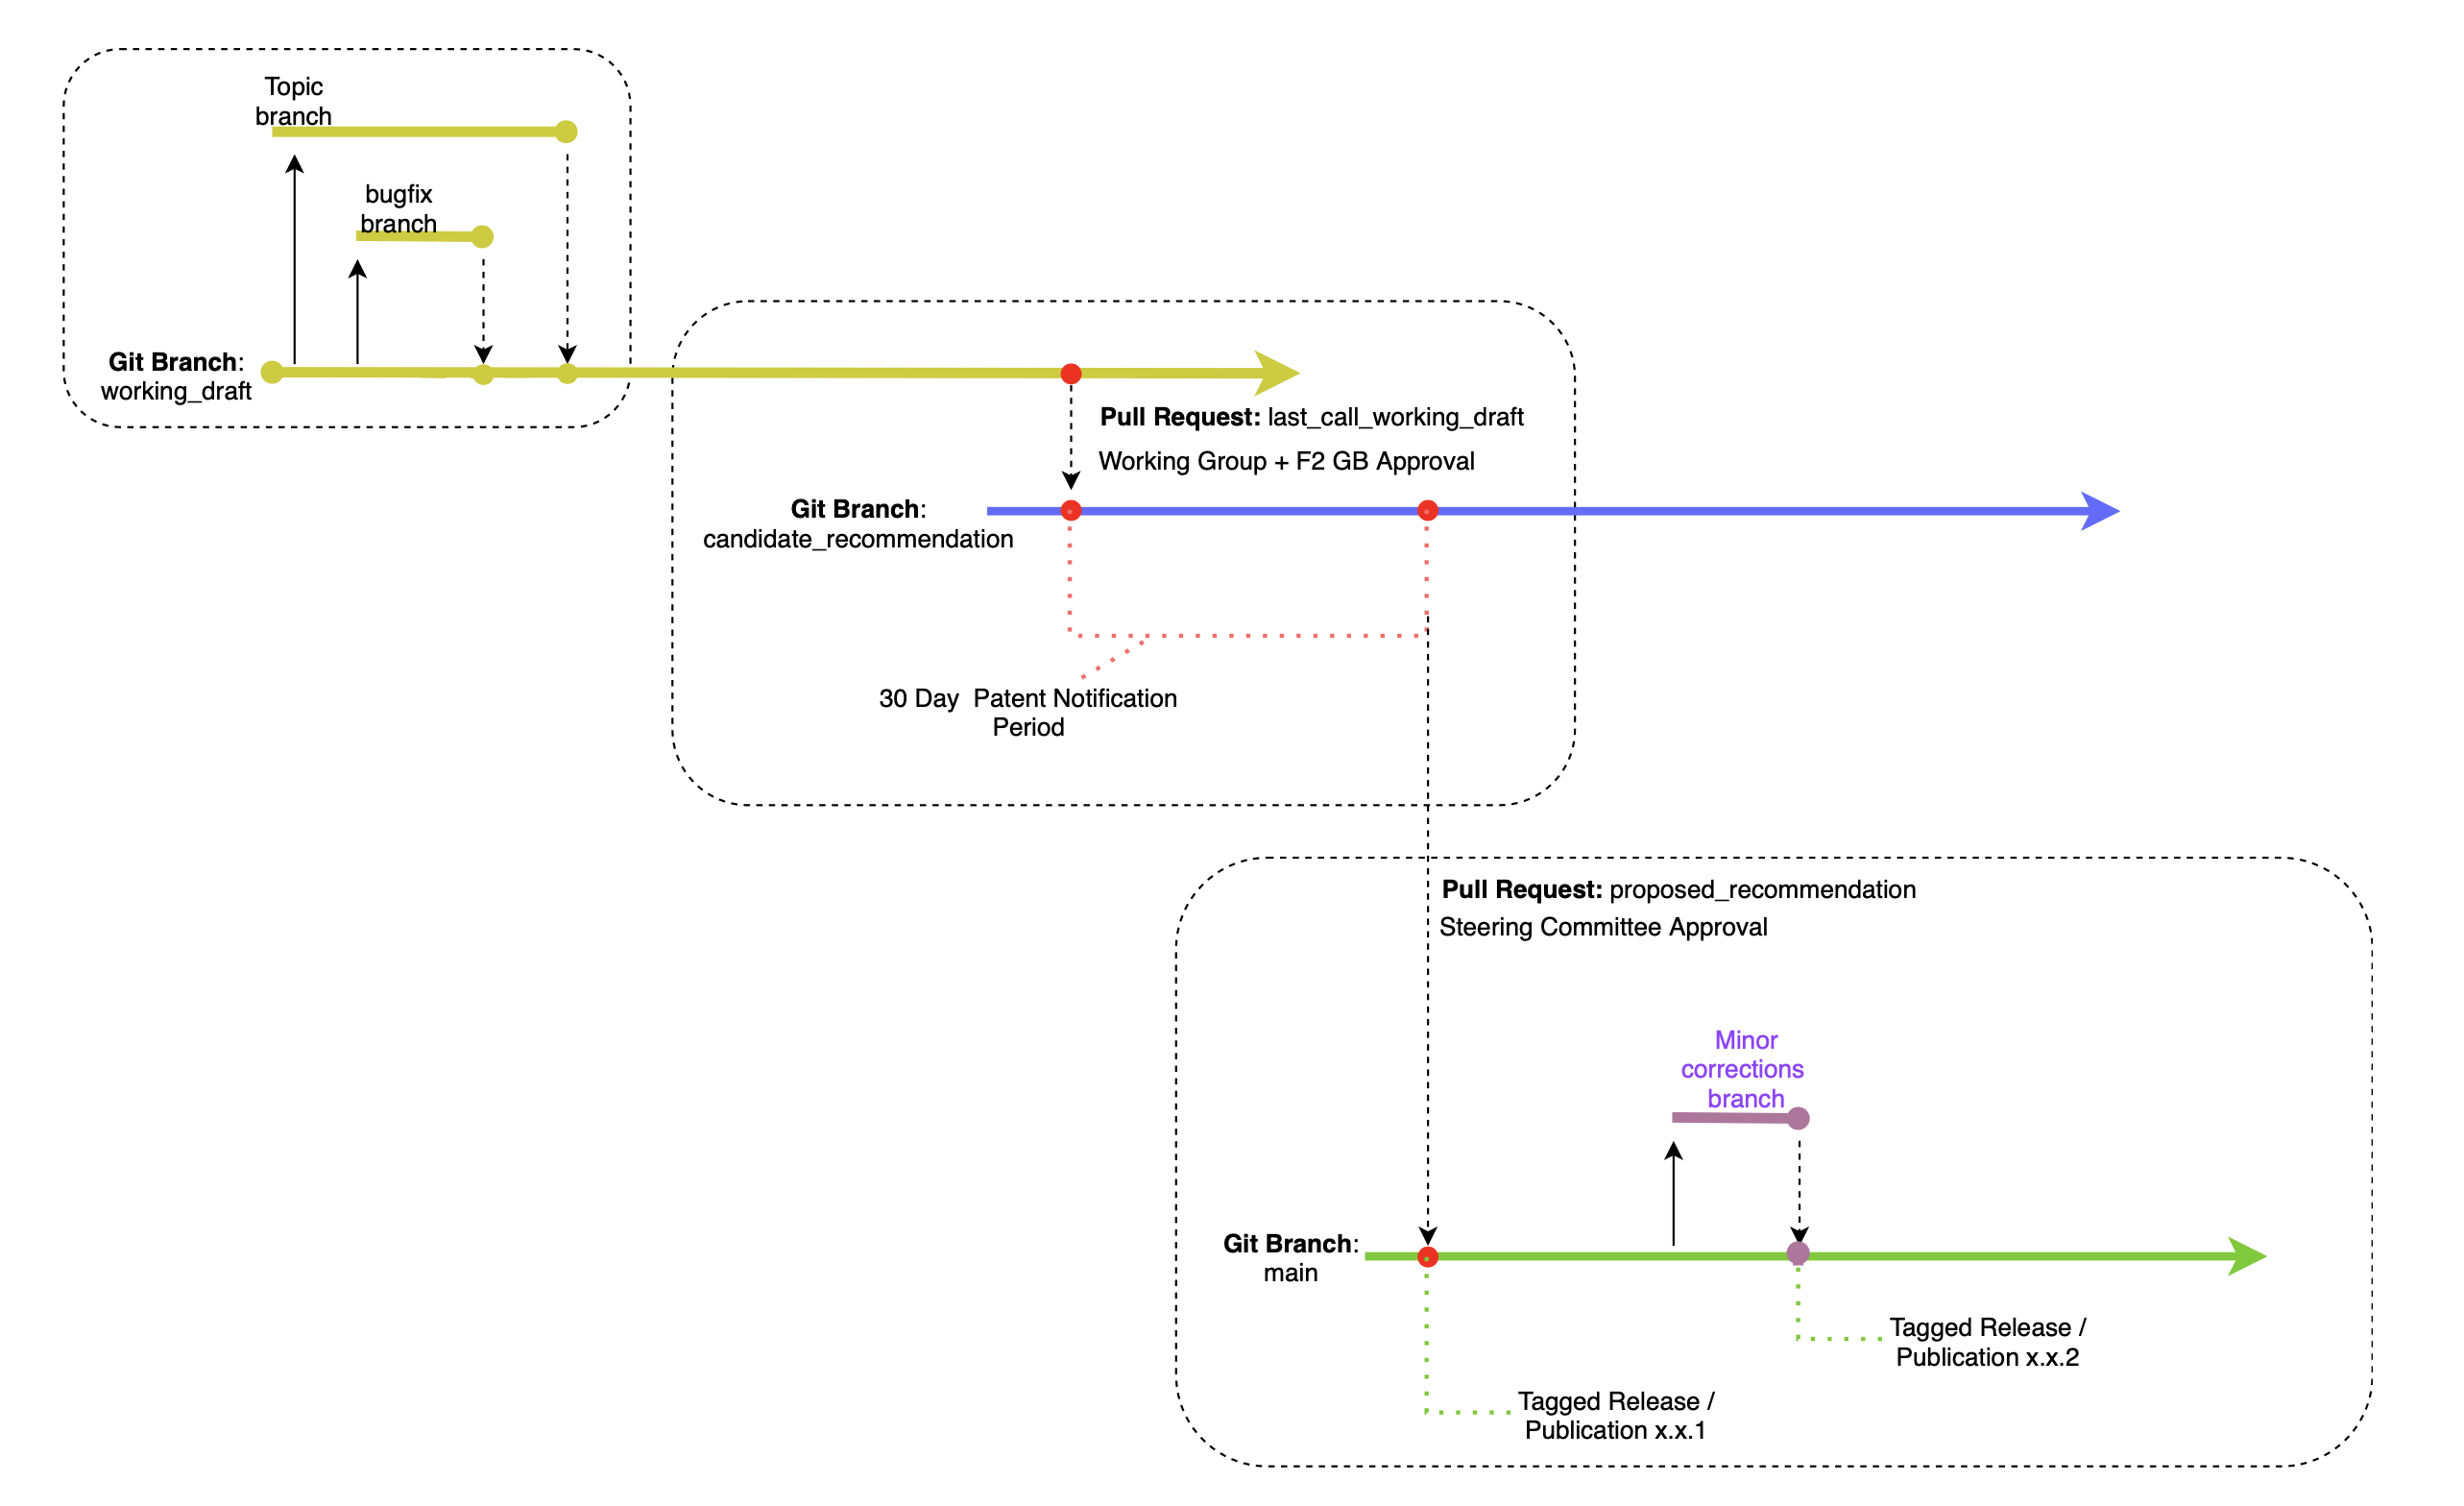 Topic
branch
bugfix
branch
Git Branch:
working_draft
Pull Request: last_call_working_draft
Working Group + F2 GB Approval
Git Branch:
candidate_recommendation
30 Day  Patent Notification
Period
Pull Request: proposed_recommendation
Steering Committee Approval
Minor
corrections
branch
Git Branch:
main
Tagged Release /
Publication x.x.2
Tagged Release /
Publication x.x.1